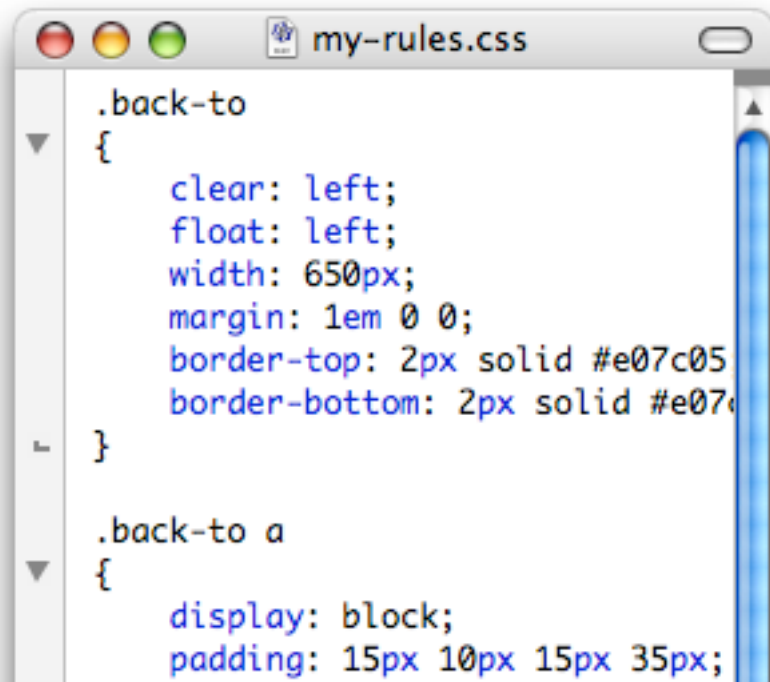 my-rules.css
.back-to
{
clear: left;
float: left;
width: 650px;
margin: 1em 0 0;
border-top: 2px solid #e07c05;
border-bottom: 2px solid
}
.back-to a
{
display: block;
padding: 15px 10px 15px 35px;